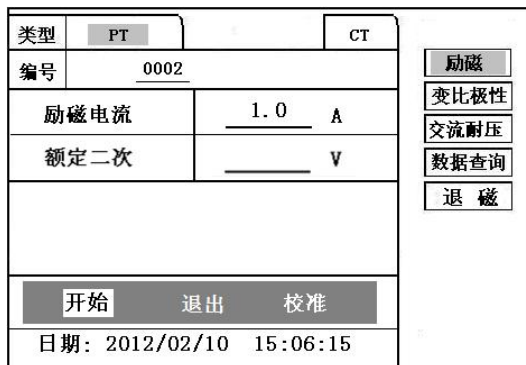 类型 PT CT
编号 0002
励磁电流 1.0 A
额定二次 V
开始 退出 校准
日期: 2012/02/10 15:06:15
励磁
变比极性
交流耐压
数据查询
退 磁